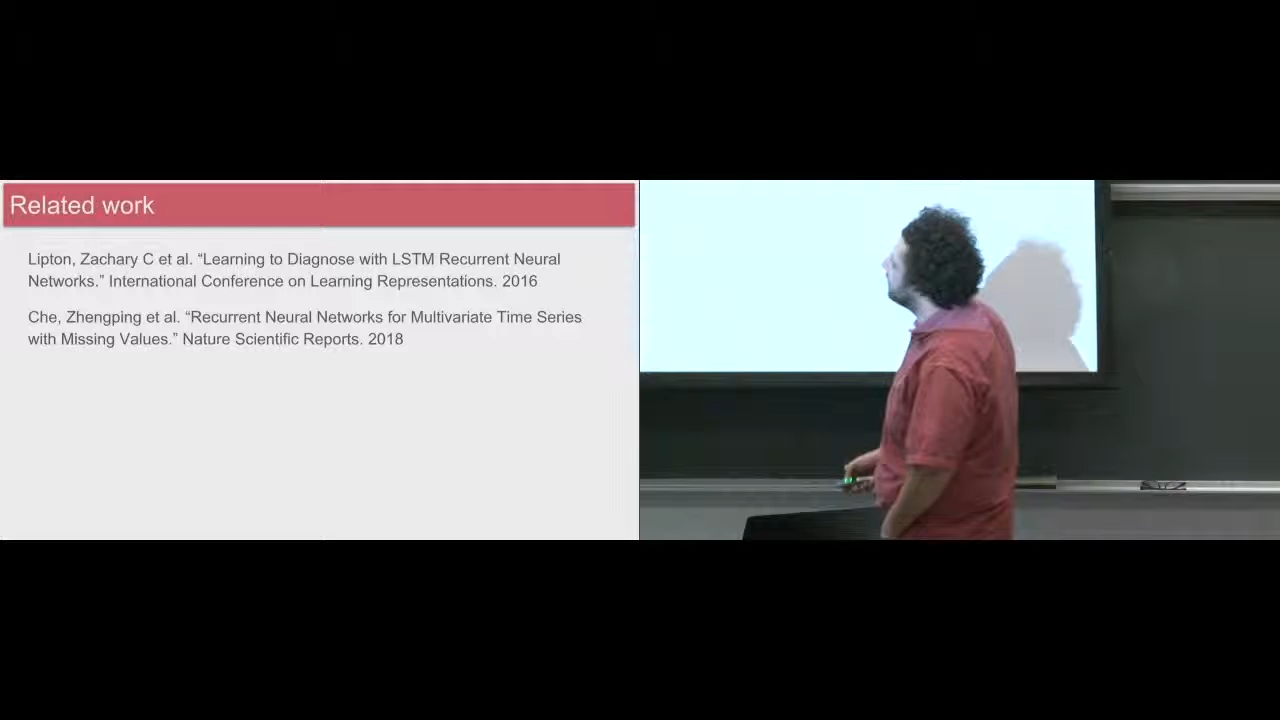 Related work
Lipton, Zachary C et al. “Learning to Diagnose with LSTM Recurrent Neural
Networks.” International Conference on Learning Representations. 2016
Che, Zhengping et al. “Recurrent Neural Networks for Multivariate Time Series
with Missing Values.” Nature Scientific Reports. 2018